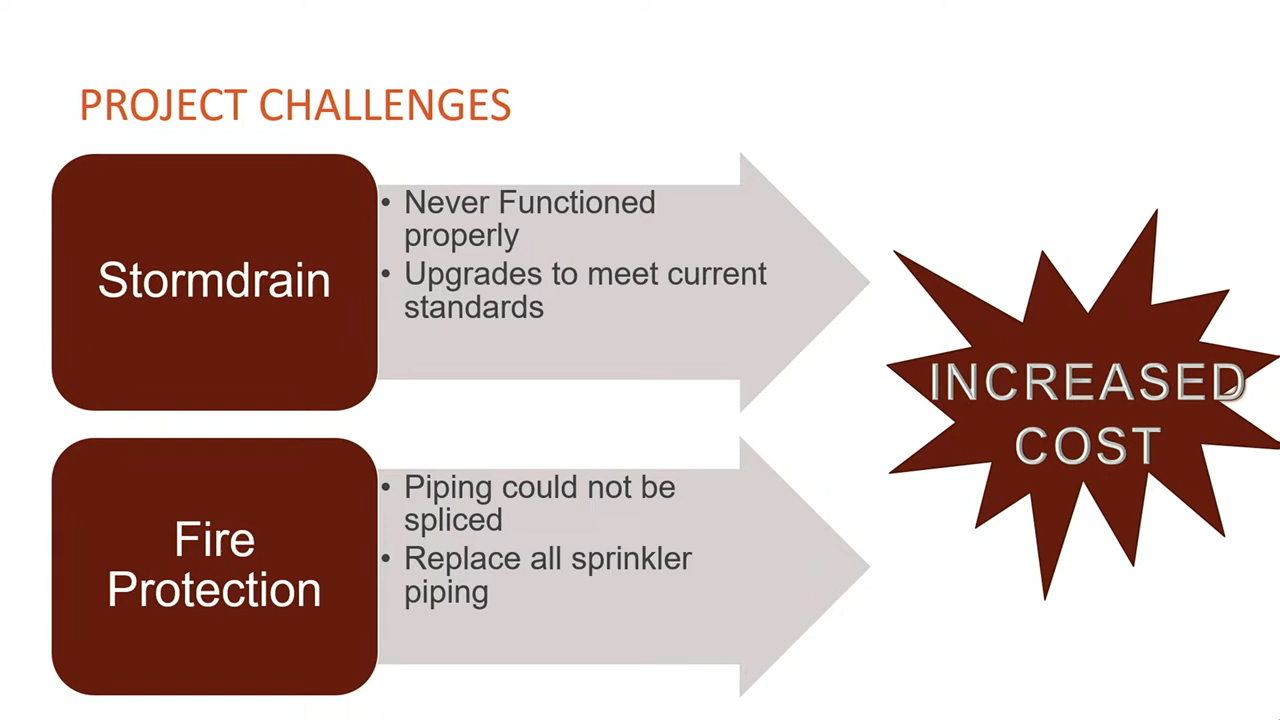 PROJECT CHALLENGES
Stormdrain
• Never Functioned
properly
• Upgrades to meet current
standards
INCREASED
COST
Fire
Protection
• Piping could not be
spliced
• Replace all sprinkler
piping